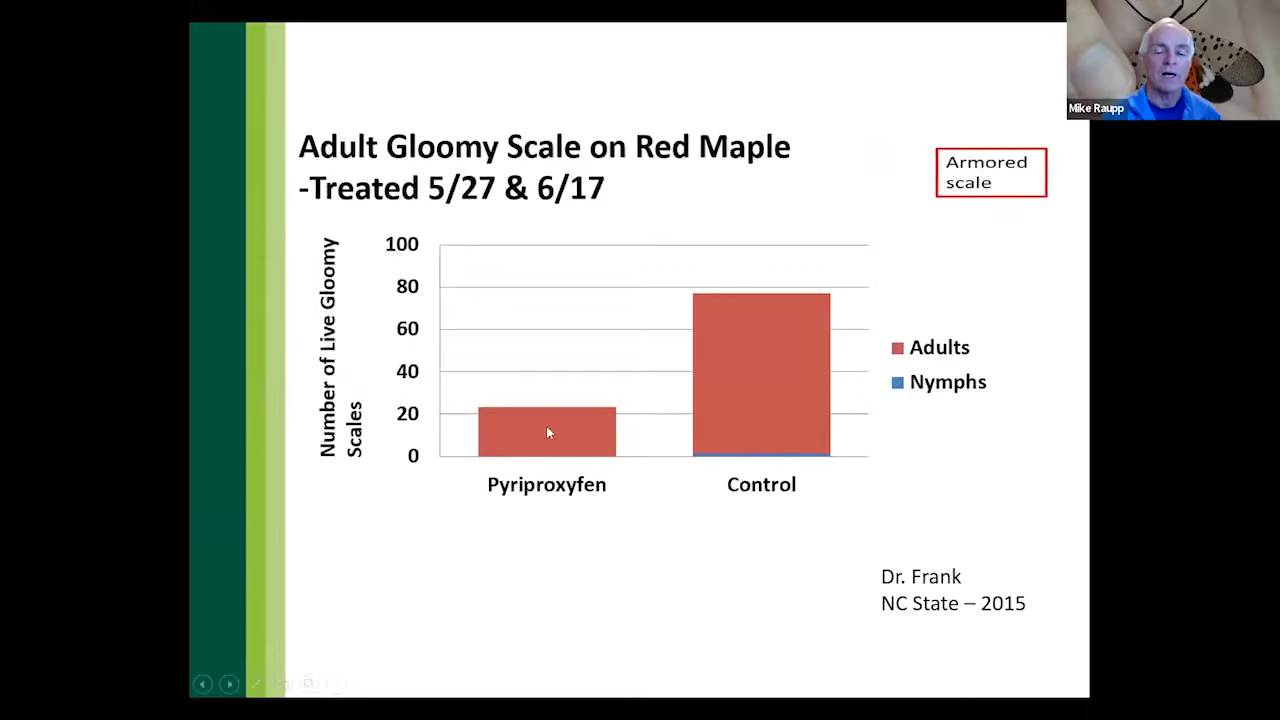 Mike Raupp
Adult Gloomy Scale on Red Maple
-Treated 5/27 & 6/17
Armored
scale
Number of Live Gloomy
Scales
100
80
60
40
20
0
Pyriproxyfen
Control
Adults
Nymphs
Dr. Frank
NC State – 2015